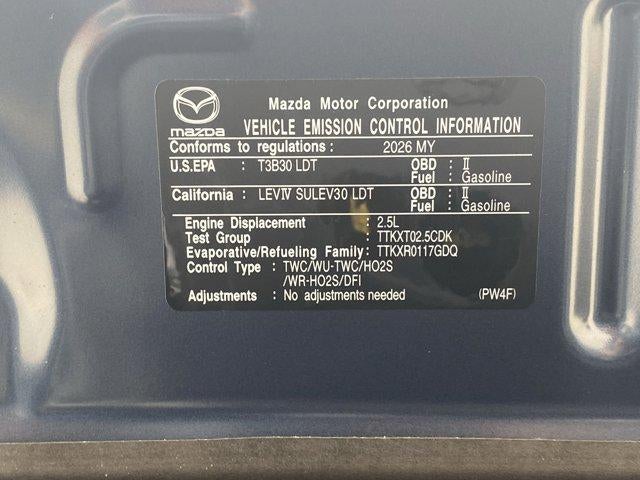 Mazda Motor Corporation
mazda VEHICLE EMISSION CONTROL INFORMATION
Conforms to regulations : 2026 MY
U.S.EPA : T3B30 LDT OBD : II
Fuel : Gasoline
California : LEVIV SULEV30 LDT OBD : II
Fuel : Gasoline
Engine Displacement : 2.5L
Test Group : TTKXT02.5CDK
Evaporative/Refueling Family: TTKXR0117GDQ
Control Type : TWC/WU-TWC/HO2S
/WR-HO2S/DFI
Adjustments : No adjustments needed (PW4F)